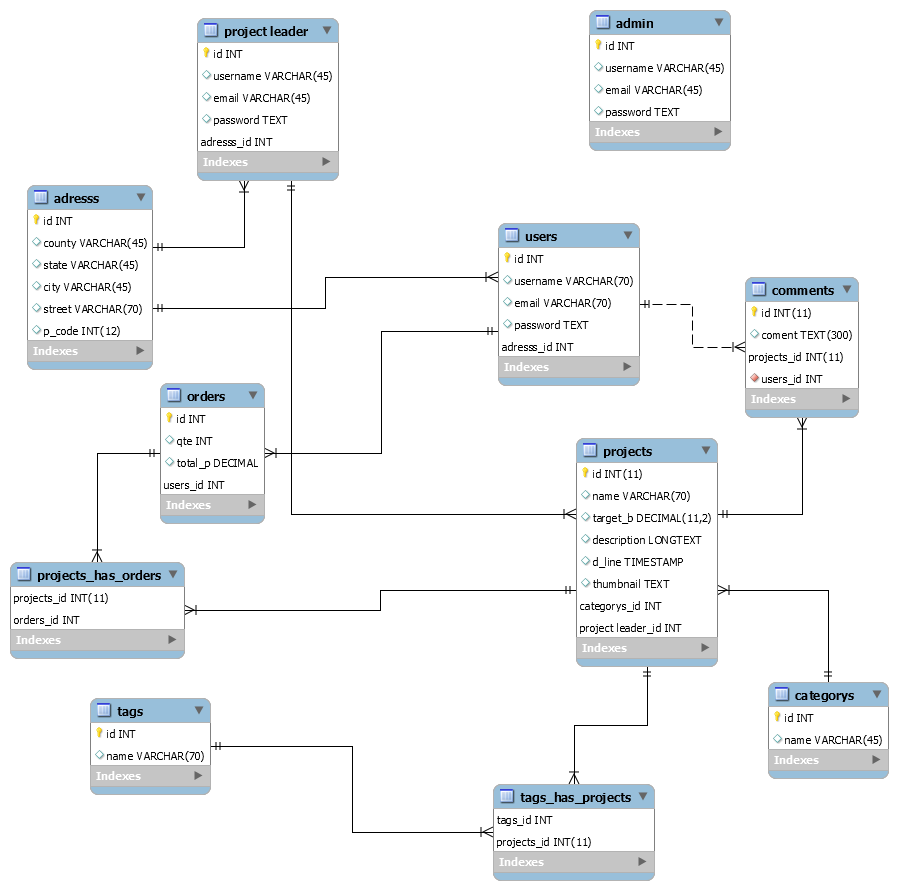 project leader
id INT
username VARCHAR(45)
email VARCHAR(45)
password TEXT
adresss_id INT
Indexes
admin
id INT
username VARCHAR(45)
email VARCHAR(45)
password TEXT
Indexes
adresss
id INT
county VARCHAR(45)
state VARCHAR(45)
city VARCHAR(45)
street VARCHAR(70)
p_code INT(12)
Indexes
users
id INT
username VARCHAR(70)
email VARCHAR(70)
password TEXT
adresss_id INT
Indexes
comments
id INT(11)
coment TEXT(300)
projects_id INT(11)
users_id INT
Indexes
orders
id INT
qte INT
total_p DECIMAL
users_id INT
Indexes
projects
id INT(11)
name VARCHAR(70)
target_b DECIMAL(11,2)
description LONGTEXT
d_line TIMESTAMP
thumbnail TEXT
categorys_id INT
project leader_id INT
Indexes
projects_has_orders
projects_id INT(11)
orders_id INT
Indexes
tags
id INT
name VARCHAR(70)
Indexes
categorys
id INT
name VARCHAR(45)
Indexes
tags_has_projects
tags_id INT
projects_id INT(11)
Indexes